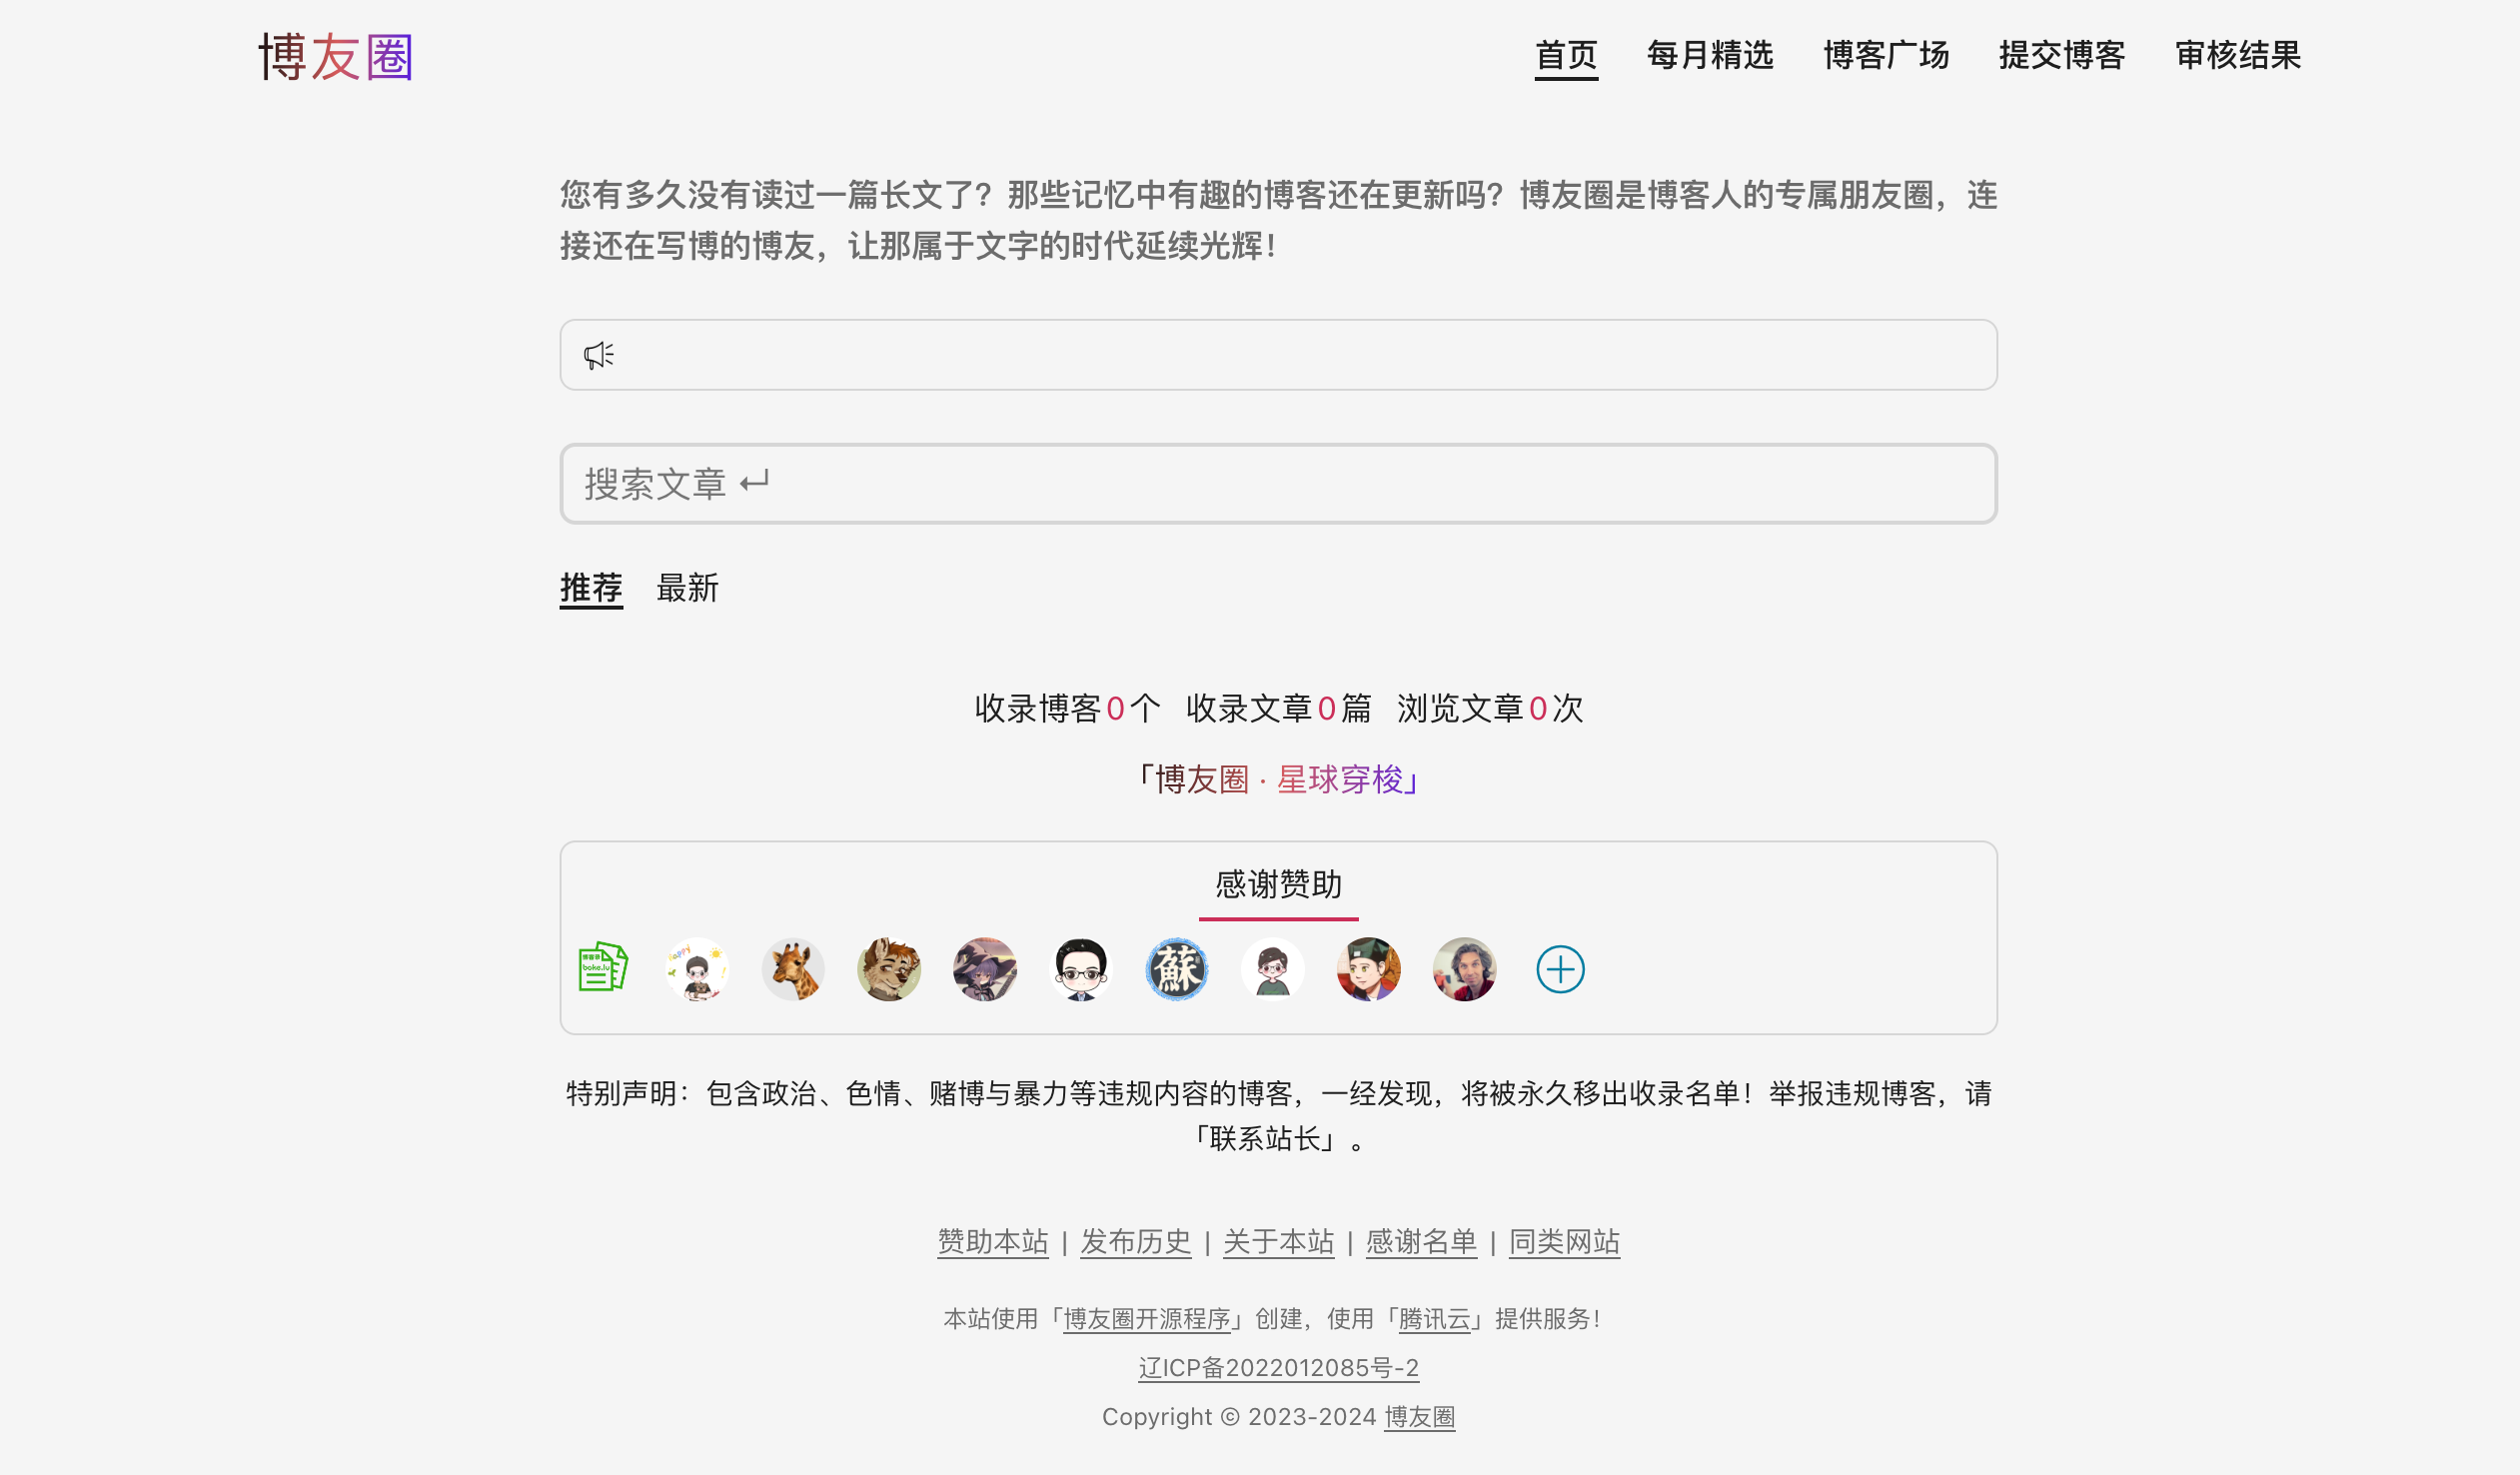 博友圈
首页 每月精选 博客广场 提交博客 审核结果
您有多久没有读过一篇长文了？那些记忆中有趣的博客还在更新吗？博友圈是博客人的专属朋友圈，连
接还在写博的博友，让那属于文字的时代延续光辉！
搜索文章 ↵
推荐 最新
收录博客0个 收录文章0篇 浏览文章0次
「博友圈 · 星球穿梭」
感谢赞助
博客录
boke.lu
happy
蘇
特别声明：包含政治、色情、赌博与暴力等违规内容的博客，一经发现，将被永久移出收录名单！举报违规博客，请
「联系站长」。
赞助本站 | 发布历史 | 关于本站 | 感谢名单 | 同类网站
本站使用「博友圈开源程序」创建，使用「腾讯云」提供服务！
辽ICP备2022012085号-2
Copyright © 2023-2024 博友圈